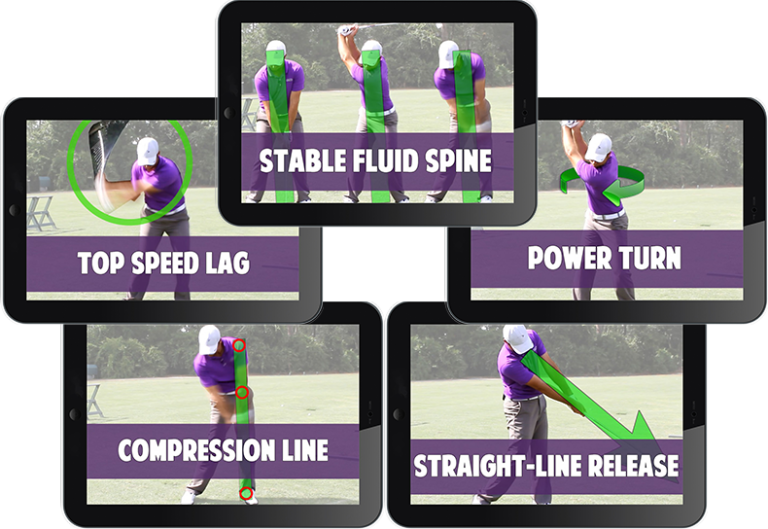 STABLE FLUID SPINE
TOP SPEED LAG
POWER TURN
COMPRESSION LINE
STRAIGHT-LINE RELEASE